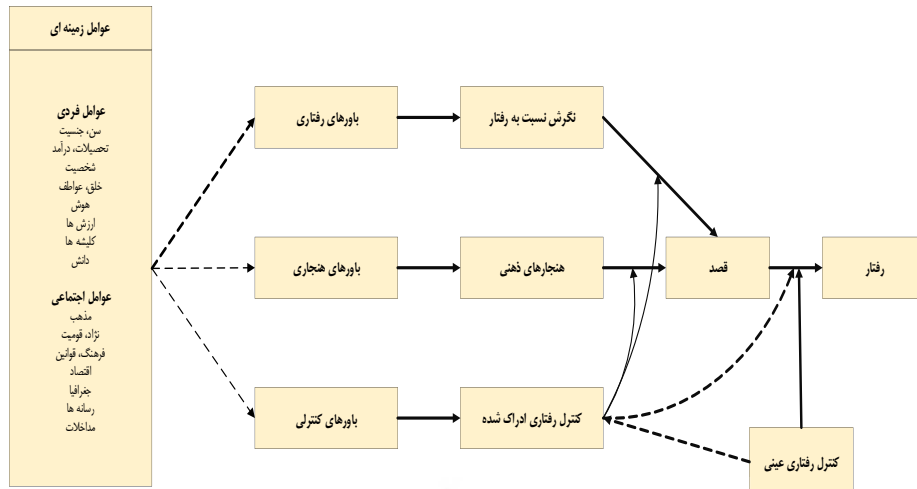 عوامل زمینه ای
عوامل فردی
سن، جنسیت
تحصیلات، درآمد
شخصیت
خلق، عواطف
هوش
ارزش ها
کلیشه ها
دانش
عوامل اجتماعی
مذهب
نژاد، قومیت
فرهنگ، قوانین
اقتصاد
جغرافیا
رسانه ها
مداخلات
باورهای رفتاری
نگرش نسبت به رفتار
باورهای هنجاری
هنجارهای ذهنی
قصد
رفتار
باورهای کنترلی
کنترل رفتاری ادراک شده
کنترل رفتاری عینی